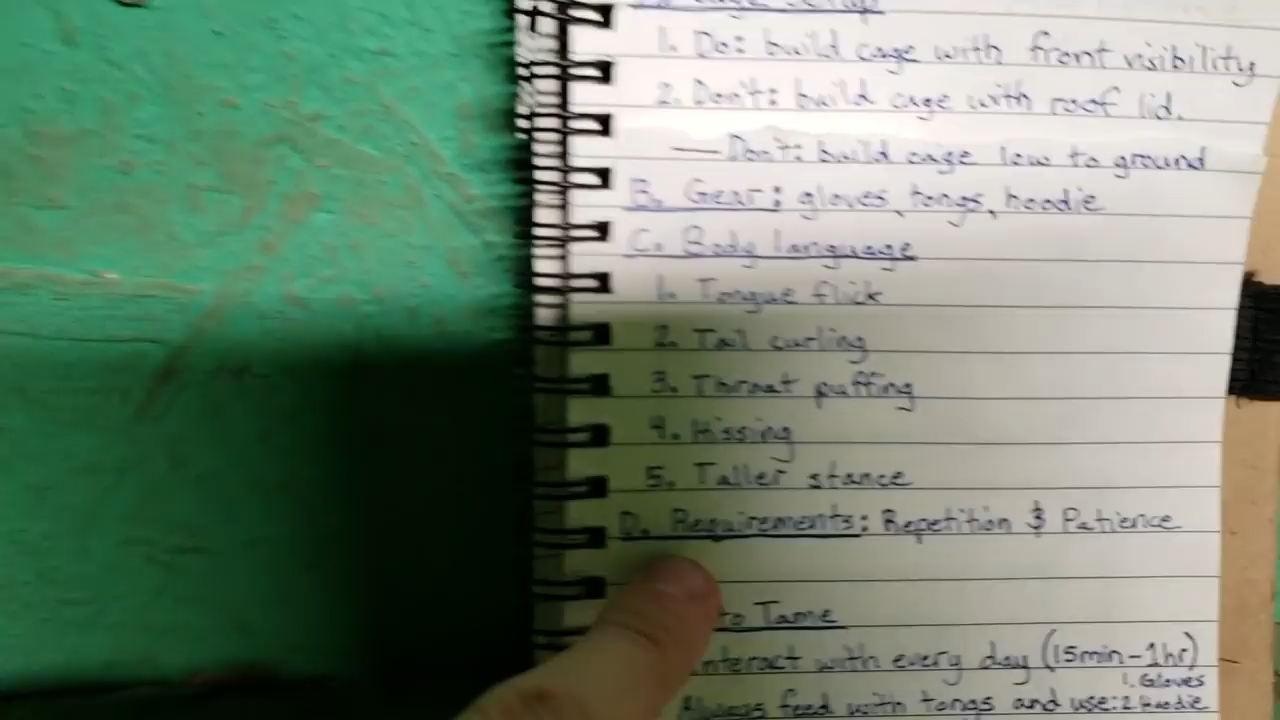 1. Do: build cage with front visibility
2. Don't: build cage with roof lid.
— Don't: build cage low to ground
B. Gear: gloves, tongs, hoodie
C. Body language
1. Tongue flick
2. Tail curling
3. Throat puffing
4. Hissing
5. Taller stance
D. Requirements: Repetition & Patience
to Tame
interact with every day (15min-1hr)
Always feed with tongs and use: 1. Gloves
2. Hoodie